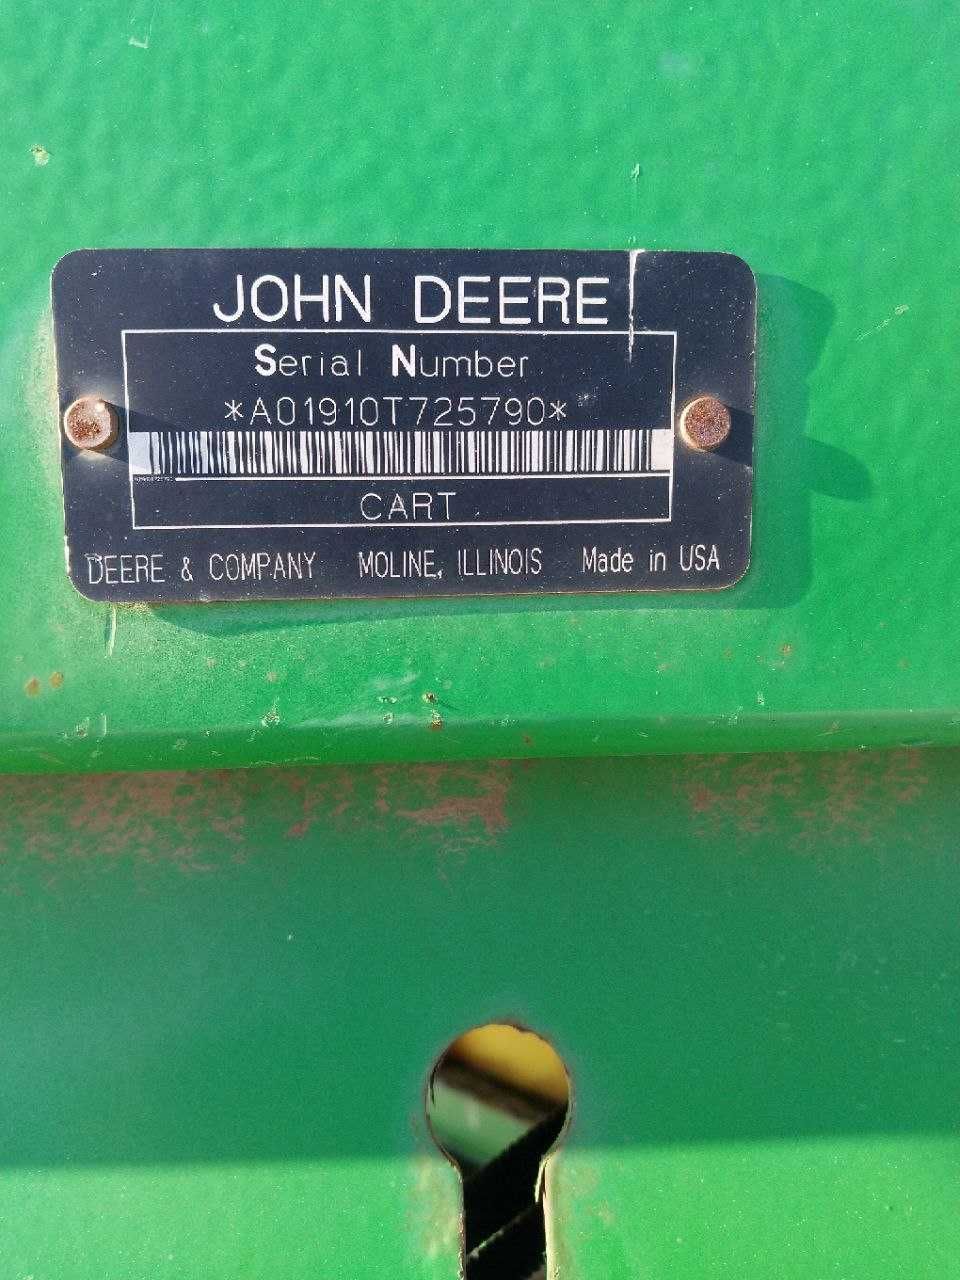 JOHN DEERE
Serial Number
*A01910T725790*
CART
DEERE & COMPANY MOLINE, ILLINOIS Made in USA